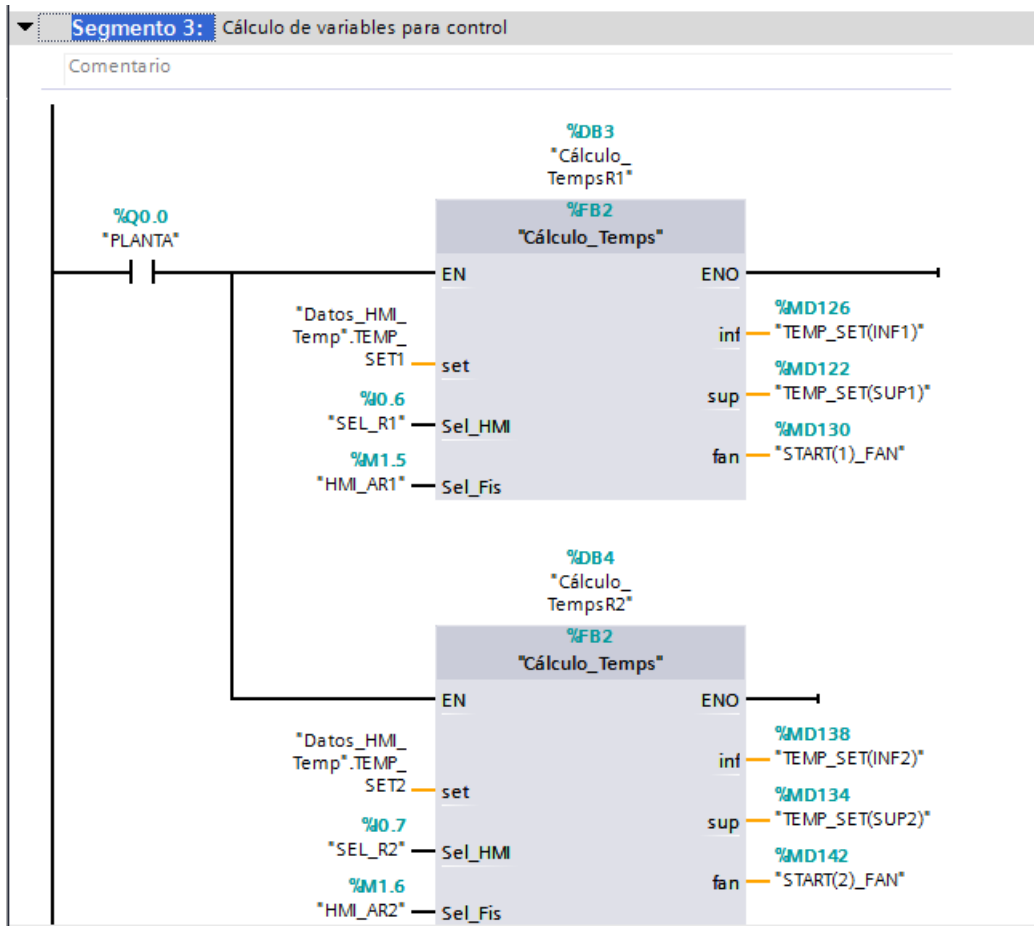 Segmento 3: Cálculo de variables para control
Comentario
%DB3
"Cálculo_
TempsR1"
%Q0.0
"PLANTA"
%FB2
"Cálculo_Temps"
EN
ENO
"Datos_HMI_
Temp".TEMP_
SET1
set
%I0.6
"SEL_R1"
Sel_HMI
%M1.5
"HMI_AR1"
Sel_Fis
inf
%MD126
"TEMP_SET(INF1)"
sup
%MD122
"TEMP_SET(SUP1)"
fan
%MD130
"START(1)_FAN"
%DB4
"Cálculo_
TempsR2"
%FB2
"Cálculo_Temps"
EN
ENO
"Datos_HMI_
Temp".TEMP_
SET2
set
%I0.7
"SEL_R2"
Sel_HMI
%M1.6
"HMI_AR2"
Sel_Fis
inf
%MD138
"TEMP_SET(INF2)"
sup
%MD134
"TEMP_SET(SUP2)"
fan
%MD142
"START(2)_FAN"